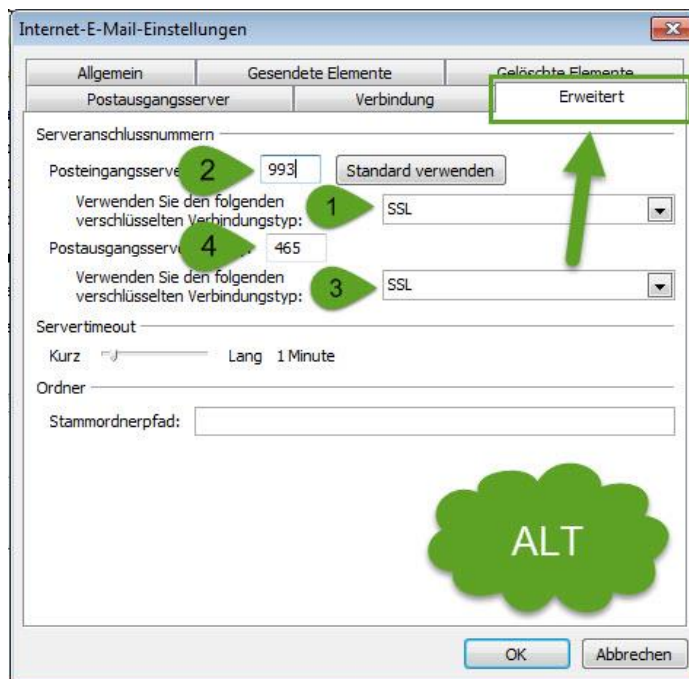 Internet-E-Mail-Einstellungen
Allgemein Gesendete Elemente Gelöschte Elemente
Postausgangsserver Verbindung Erweitert
Serveranschlussnummern
2 993 Standard verwenden
Verwenden Sie den folgenden
verschlüsselten Verbindungstyp: 1 SSL
4 465
Verwenden Sie den folgenden
verschlüsselten Verbindungstyp: 3 SSL
Servertimeout
Kurz Lang 1 Minute
Ordner
Stammordnerpfad:
ALT
OK Abbrechen